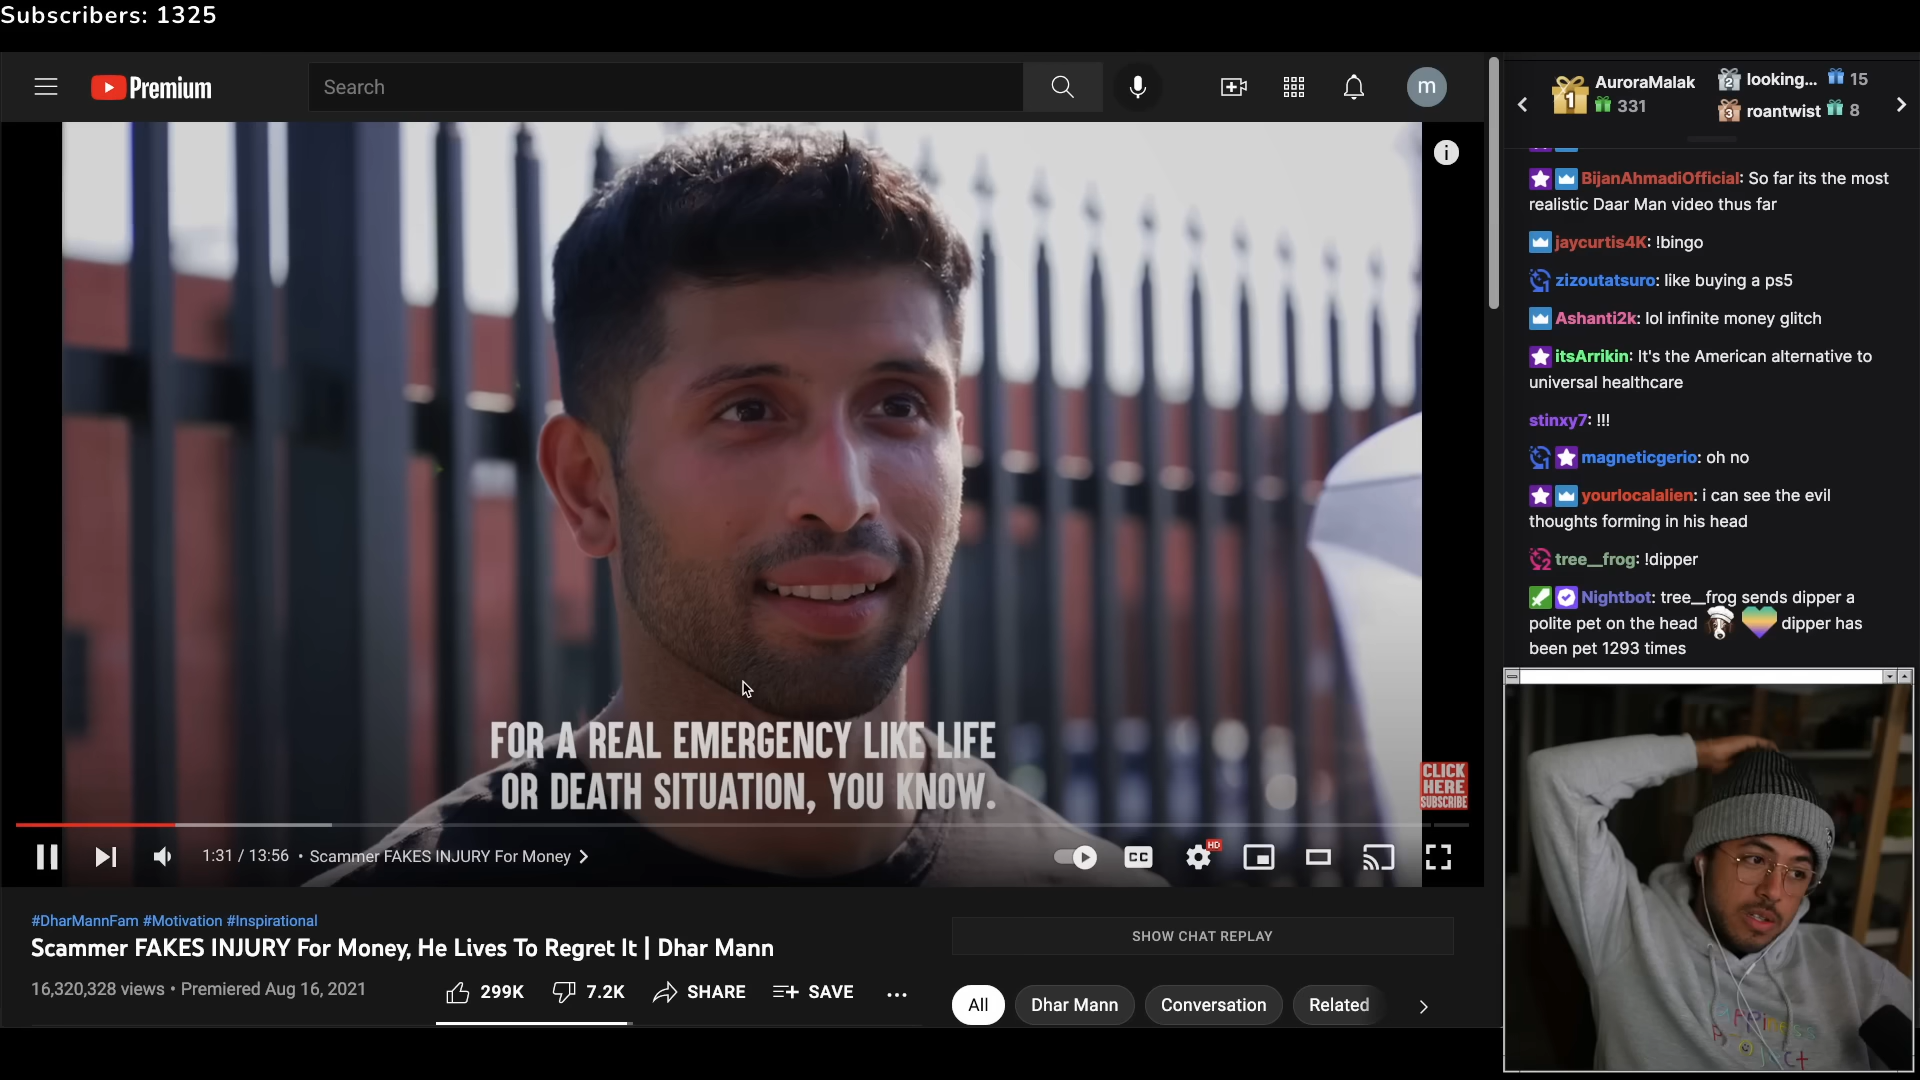 Subscribers: 1325
Premium
Search
m
1
AuroraMalak
331
2
looking...
15
3
roantwist
8
BijanAhmadiOfficial: So far its the most
realistic Daar Man video thus far
jaycurtis4K: !bingo
zizoutatsuro: like buying a ps5
Ashanti2k: lol infinite money glitch
itsArrikin: It's the American alternative to
universal healthcare
stinxy7: !!!
magneticgerio: oh no
yourlocalalien: i can see the evil
thoughts forming in his head
tree__frog: !dipper
Nightbot: tree__frog sends dipper a
polite pet on the head dipper has
been pet 1293 times
FOR A REAL EMERGENCY LIKE LIFE
OR DEATH SITUATION, YOU KNOW.
CLICK
HERE
SUBSCRIBE
1:31 / 13:56 • Scammer FAKES INJURY For Money
CC
HD
#DharMannFam #Motivation #Inspirational
Scammer FAKES INJURY For Money, He Lives To Regret It | Dhar Mann
16,320,328 views • Premiered Aug 16, 2021
299K
7.2K
SHARE
SAVE
SHOW CHAT REPLAY
All
Dhar Mann
Conversation
Related